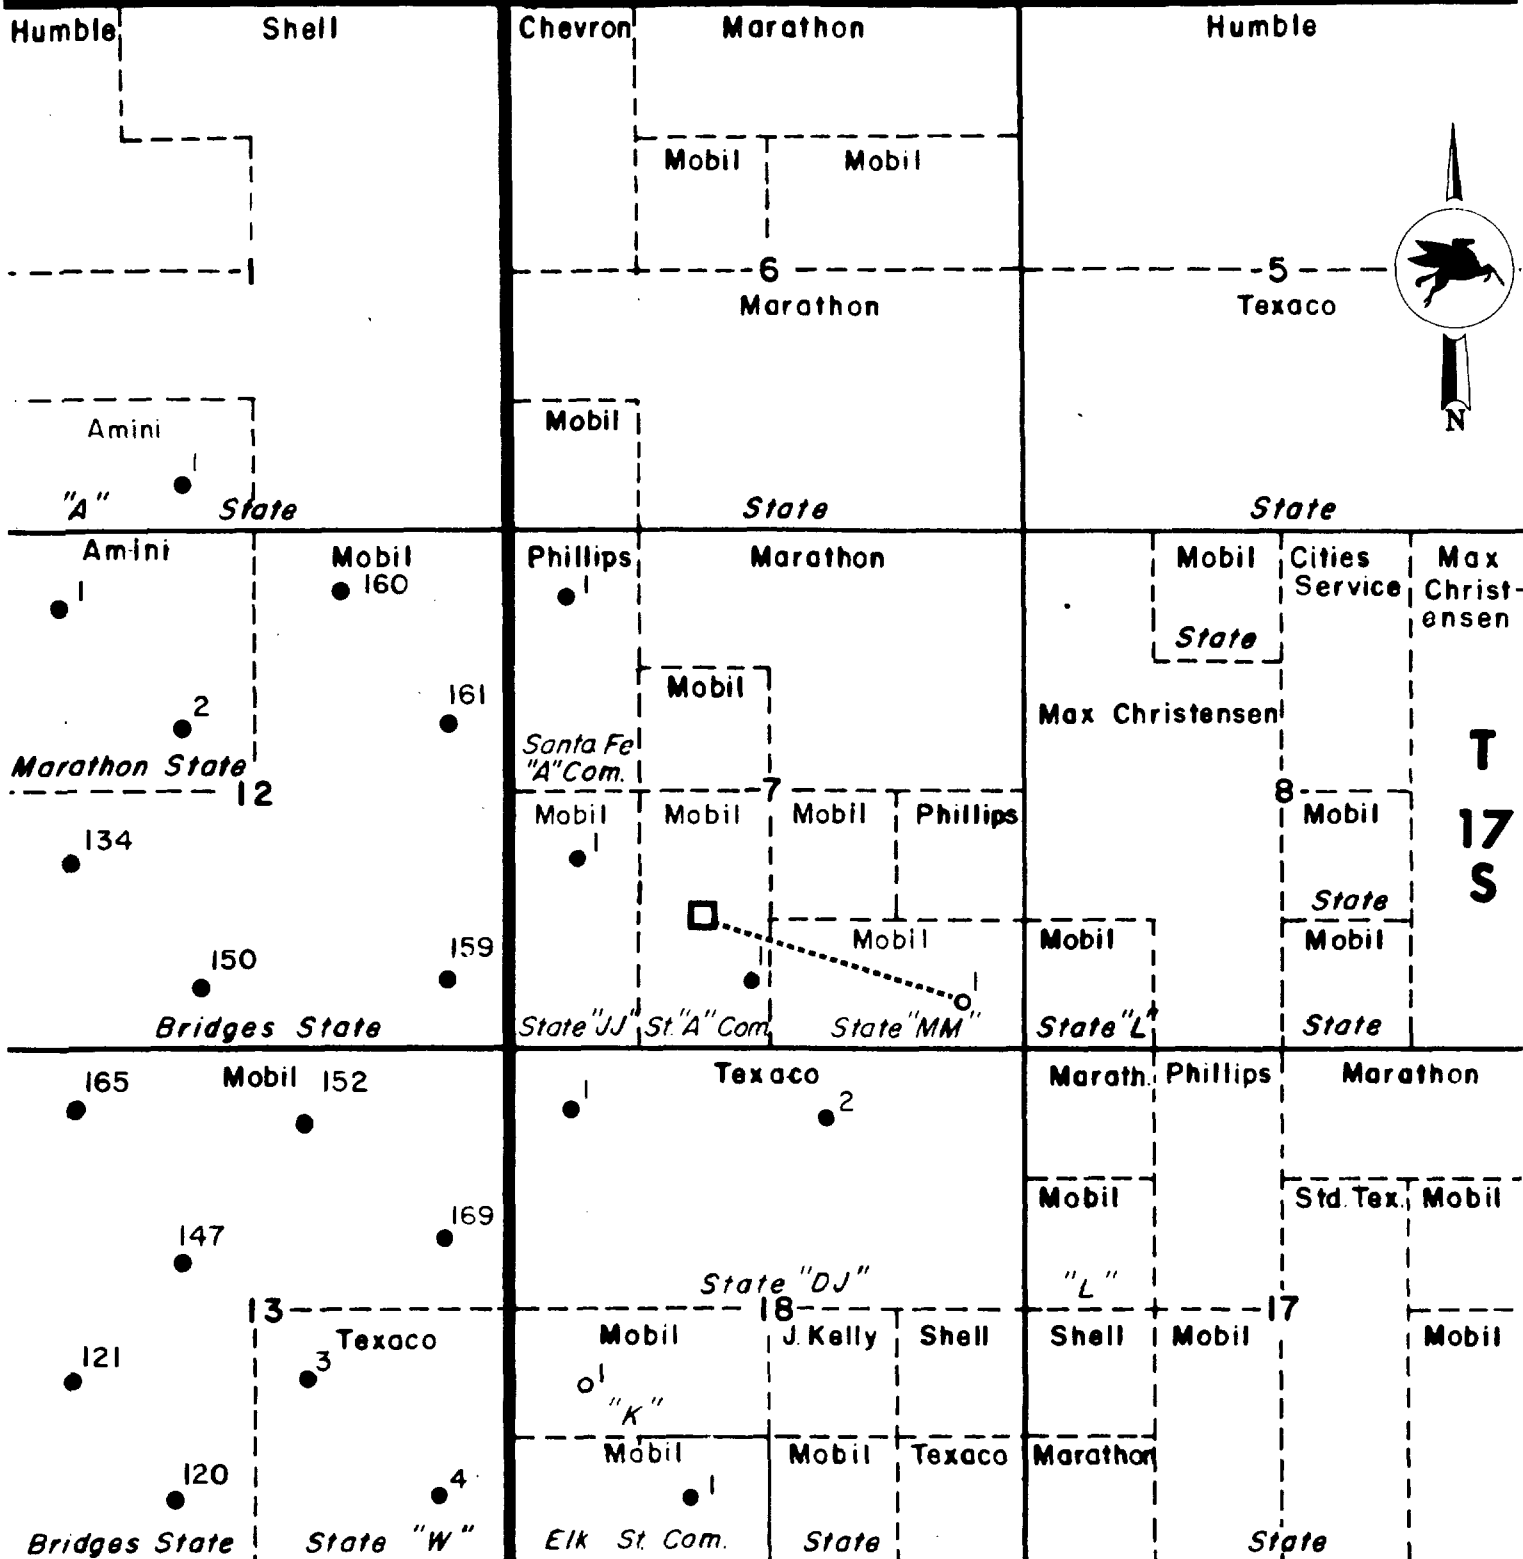 Humble Shell Chevron Marathon Humble
Mobil Mobil
1 6 5
Marathon Texaco
Mobil
Amini
1
N
"A" State State State
Amini Mobil Phillips Marathon Mobil Cities Service Max Christ-
ensen
1 160 1
State
Mobil
161
2
Max Christensen
Santa Fe
"A" Com.
Marathon State
12 7 8
T
17
S
Mobil Mobil Mobil Phillips Mobil
134 1
State
Mobil Mobil Mobil
159
150 1 1
Bridges State State "JJ" St. "A" Com. State "MM" State "L" State
165 Mobil 152 1 Texaco 2 Marath. Phillips Marathon
Mobil Std. Tex. Mobil
169
147
State "DJ" "L"
13 18 17
Texaco Mobil J. Kelly Shell Shell Mobil Mobil
121 3 1
"K"
Mobil Mobil Texaco Marathon
120 4 1
Bridges State State "W" Elk St. Com. State State